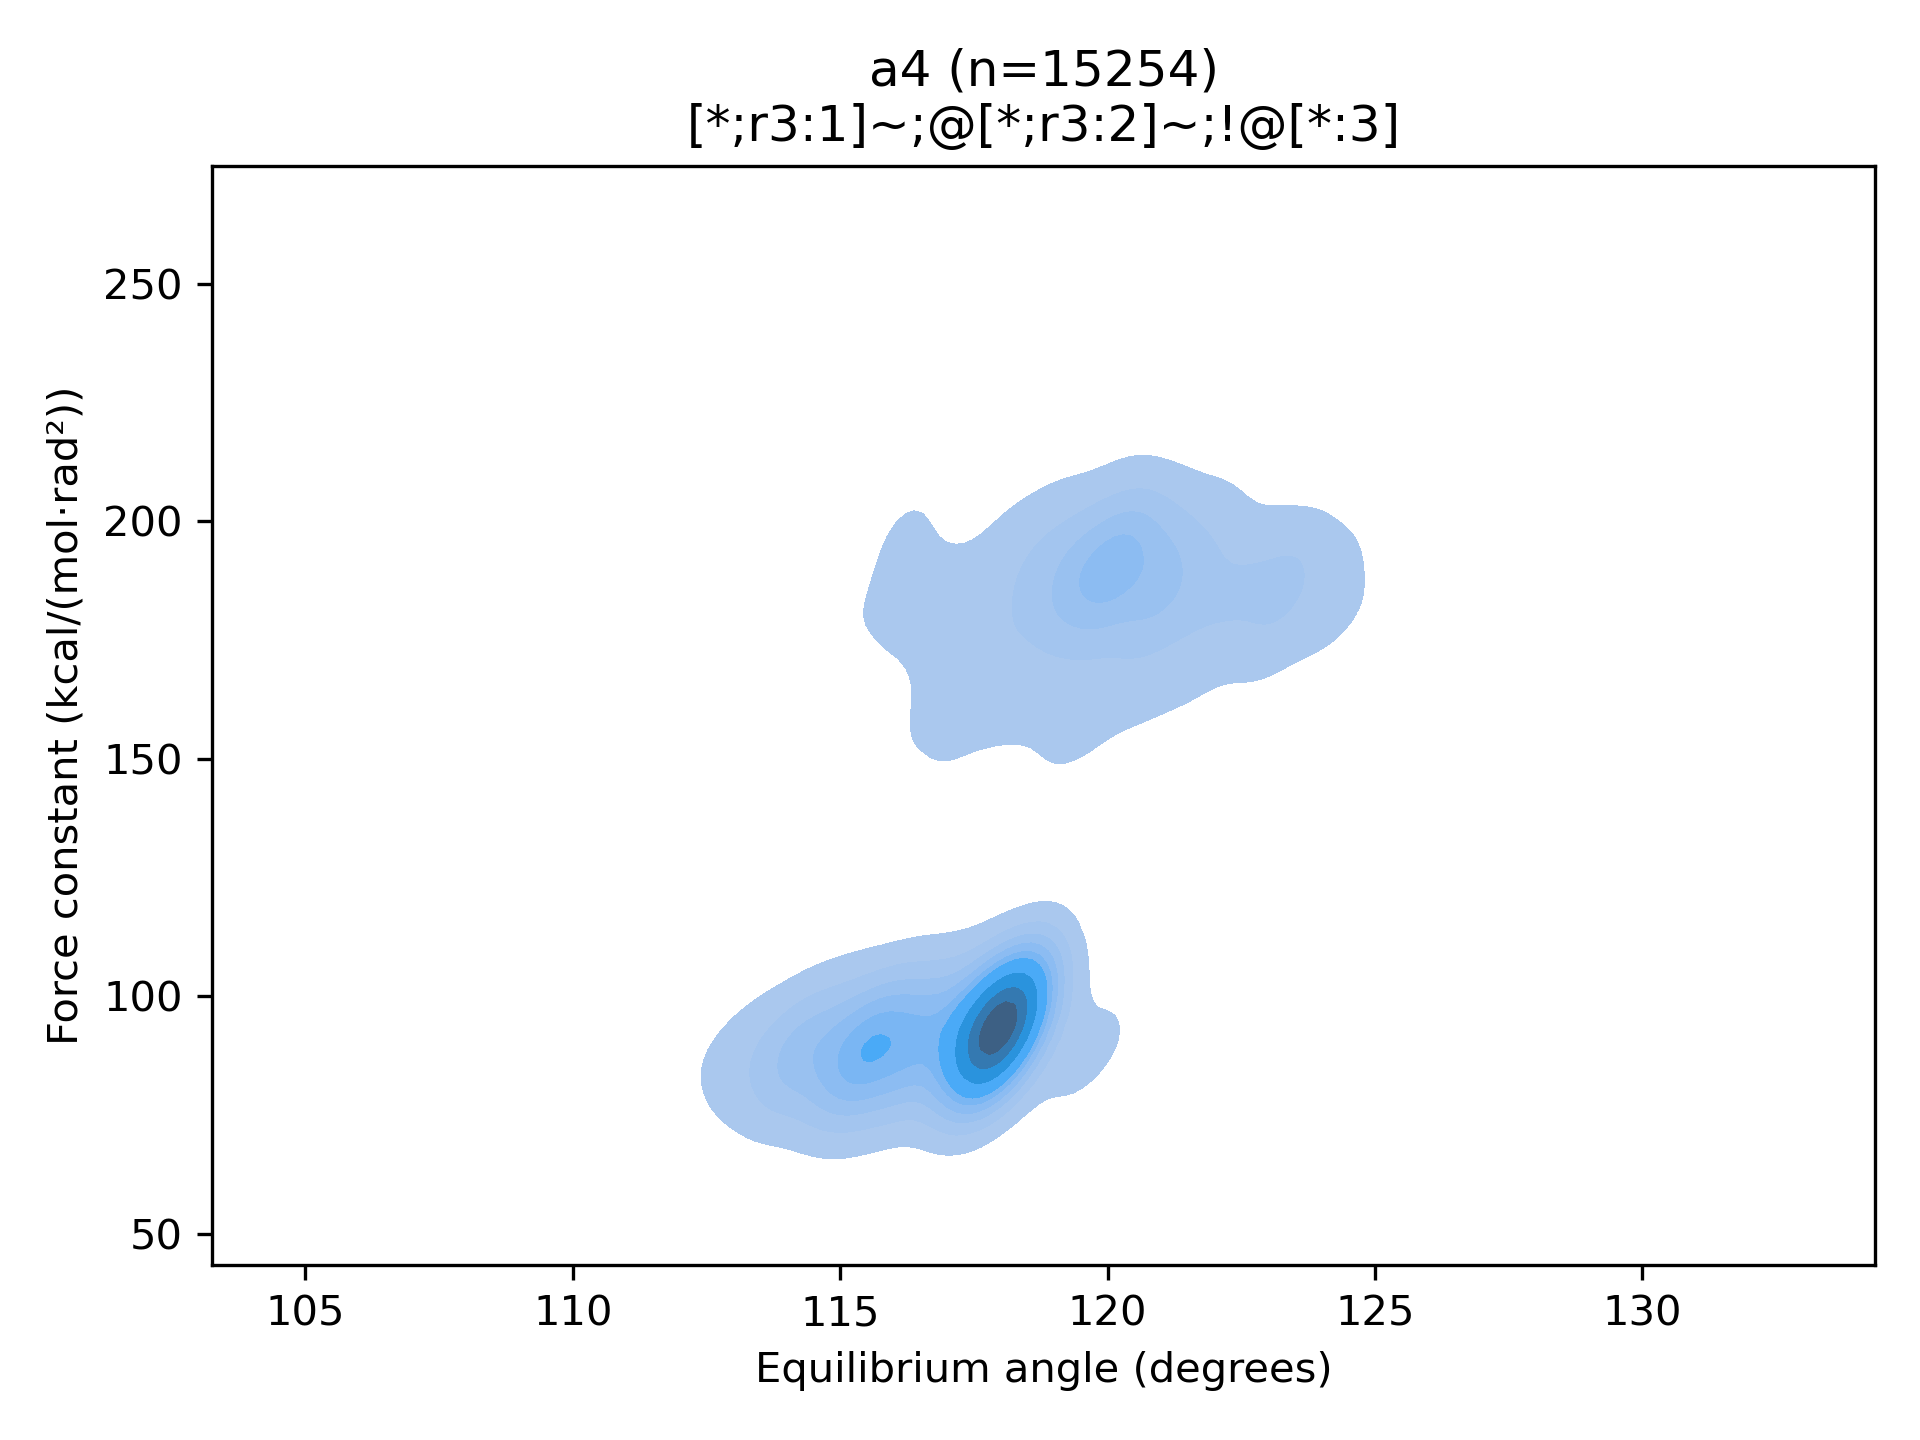 a4 (n=15254)
[*;r3:1]~;@[*;r3:2]~;!@[*:3]
Force constant (kcal/(mol·rad²))
250
200
150
100
50
105
110
115
120
125
130
Equilibrium angle (degrees)